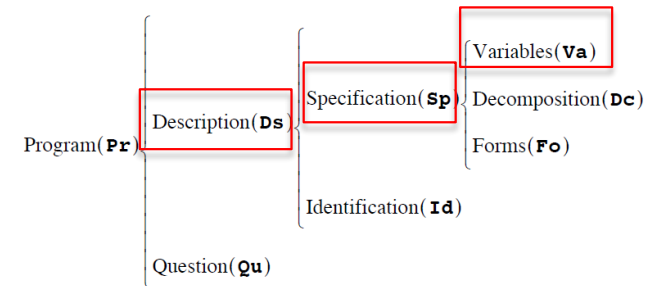 Variables(Va)
Specification(Sp)
Decomposition(Dc)
Description(Ds)
Program(Pr)
Forms(Fo)
Identification(Id)
Question(Qu)